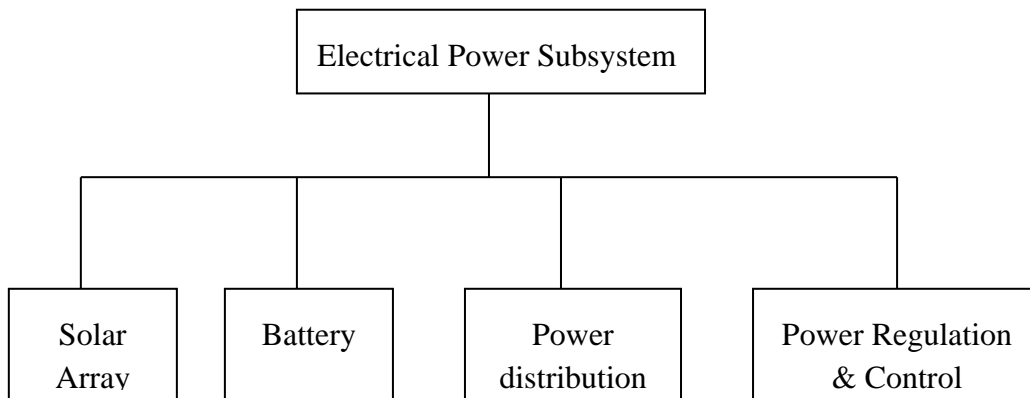 Electrical Power Subsystem
Solar
Array
Battery
Power
distribution
Power Regulation
& Control